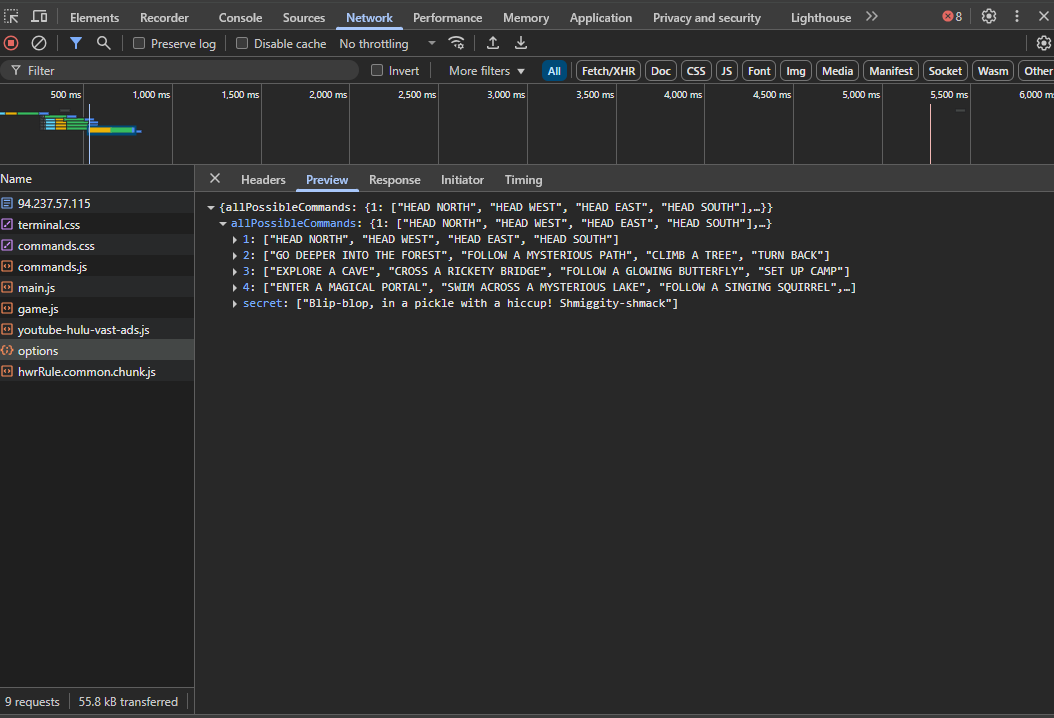 Elements Recorder Console Sources Network Performance Memory Application Privacy and security Lighthouse 8
Preserve log Disable cache No throttling
Filter Invert More filters All Fetch/XHR Doc CSS JS Font Img Media Manifest Socket Wasm Other
500 ms 1,000 ms 1,500 ms 2,000 ms 2,500 ms 3,000 ms 3,500 ms 4,000 ms 4,500 ms 5,000 ms 5,500 ms 6,000 ms
Name
94.237.57.115
terminal.css
commands.css
commands.js
main.js
game.js
youtube-hulu-vast-ads.js
options
hwrRule.common.chunk.js
Headers Preview Response Initiator Timing
{allPossibleCommands: {1: ["HEAD NORTH", "HEAD WEST", "HEAD EAST", "HEAD SOUTH"],…}}
allPossibleCommands: {1: ["HEAD NORTH", "HEAD WEST", "HEAD EAST", "HEAD SOUTH"],…}
1: ["HEAD NORTH", "HEAD WEST", "HEAD EAST", "HEAD SOUTH"]
2: ["GO DEEPER INTO THE FOREST", "FOLLOW A MYSTERIOUS PATH", "CLIMB A TREE", "TURN BACK"]
3: ["EXPLORE A CAVE", "CROSS A RICKETY BRIDGE", "FOLLOW A GLOWING BUTTERFLY", "SET UP CAMP"]
4: ["ENTER A MAGICAL PORTAL", "SWIM ACROSS A MYSTERIOUS LAKE", "FOLLOW A SINGING SQUIRREL",…]
secret: ["Blip-blop, in a pickle with a hiccup! Shmiggity-shmack"]
9 requests 55.8 kB transferred